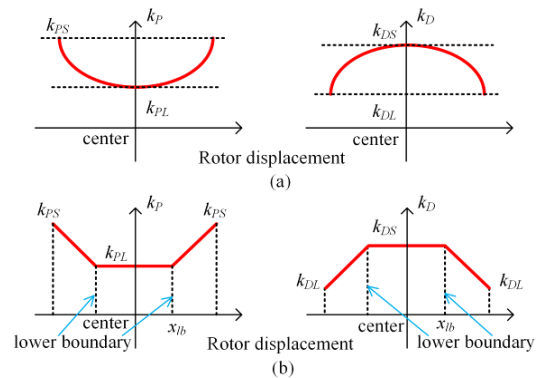 k_PS
k_P
k_PL
center
k_DS
k_D
k_DL
center
Rotor displacement
(a)
k_PS
k_P
k_PS
k_PL
center
x_lb
lower boundary
k_D
k_DS
k_DL
k_DL
center
x_lb
lower boundary
Rotor displacement
(b)